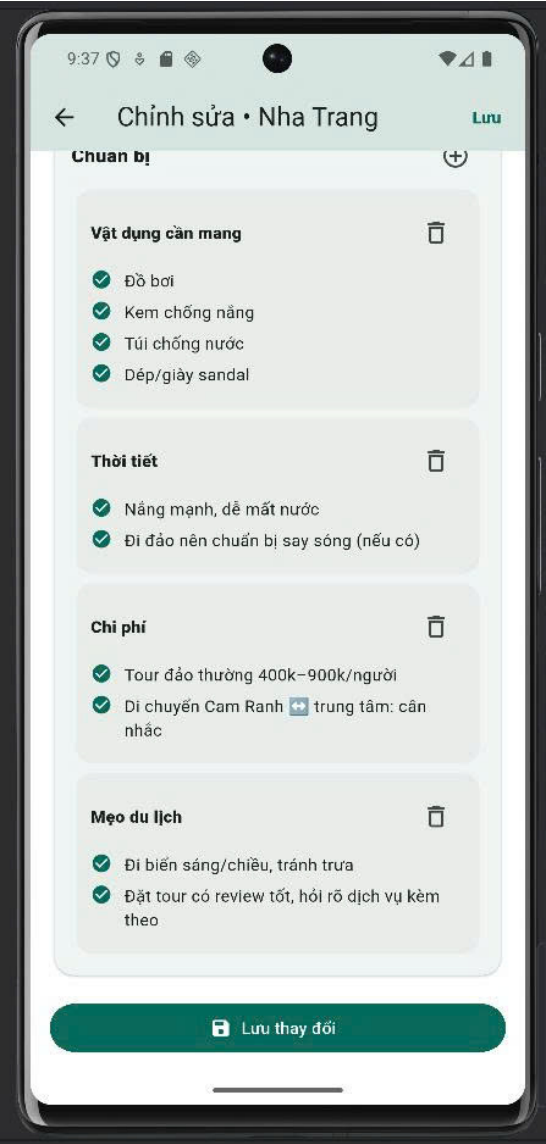 9:37
Chỉnh sửa • Nha Trang
Lưu
Chuẩn bị
Vật dụng cần mang
Đồ bơi
Kem chống nắng
Túi chống nước
Dép/giày sandal
Thời tiết
Nắng mạnh, dễ mất nước
Đi đảo nên chuẩn bị say sóng (nếu có)
Chi phí
Tour đảo thường 400k–900k/người
Di chuyển Cam Ranh ↔️ trung tâm: cân
nhắc
Mẹo du lịch
Đi biển sáng/chiều, tránh trưa
Đặt tour có review tốt, hỏi rõ dịch vụ kèm
theo
Lưu thay đổi